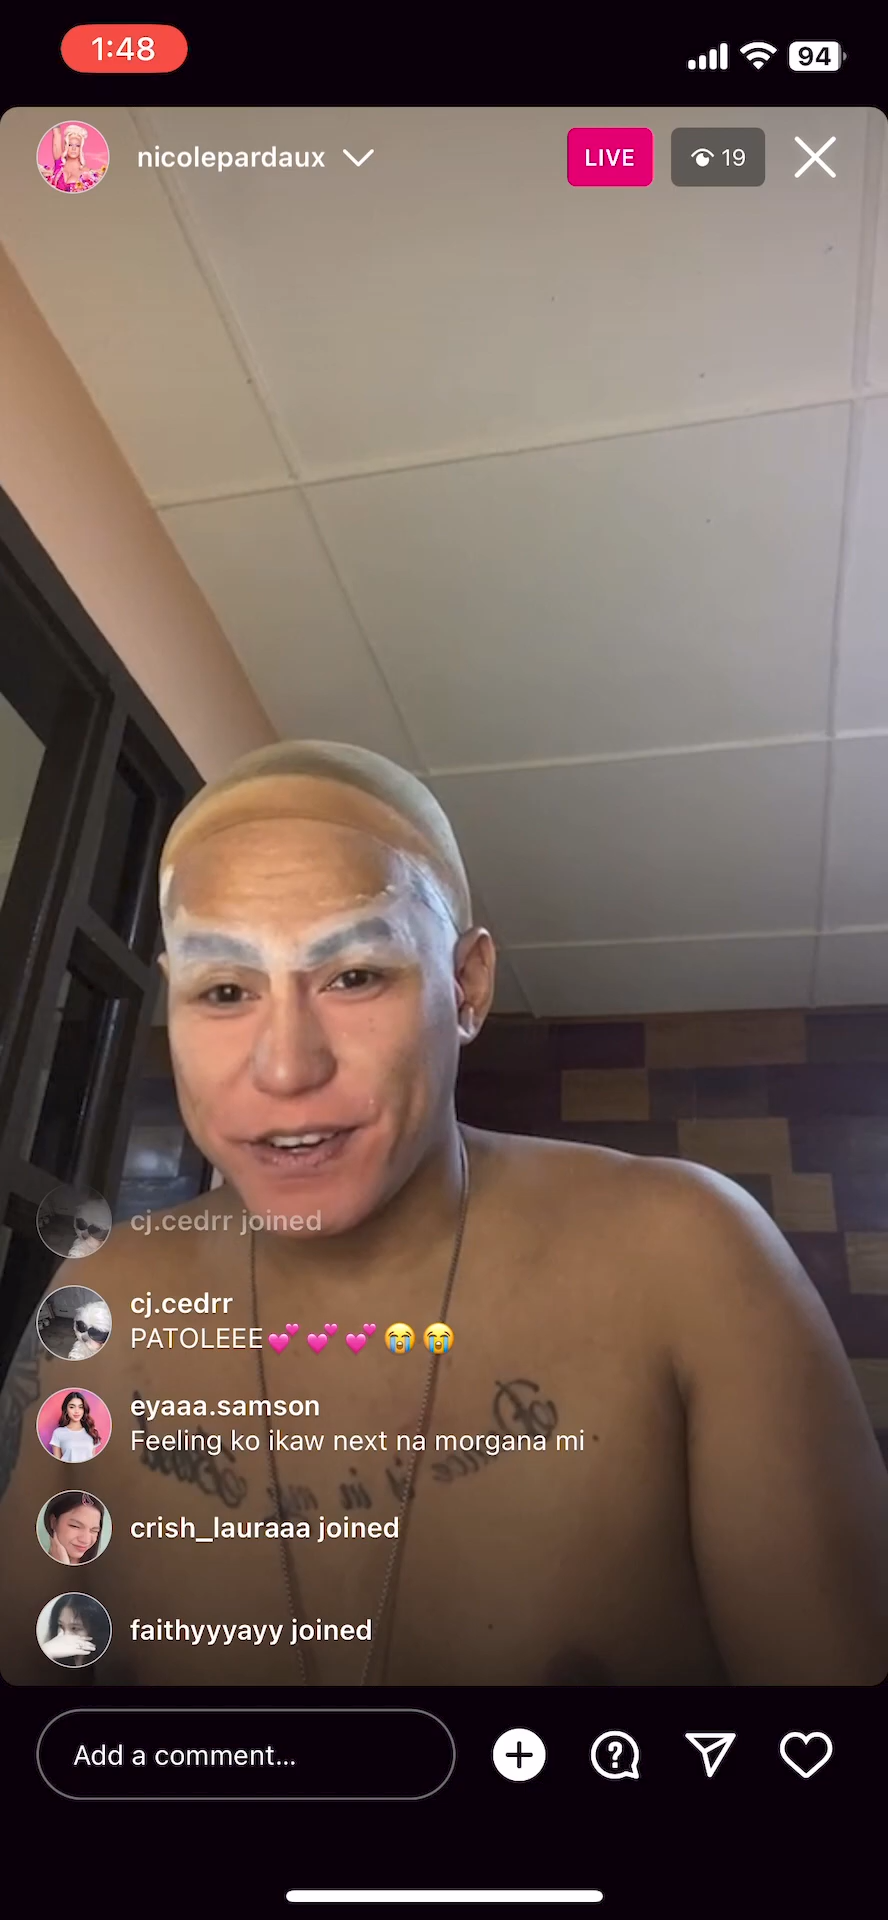 1:48
94
nicolepardaux
LIVE
19
cj.cedrr joined
cj.cedrr
PATOLEEE💕💕💕😭😭
eyaaa.samson
Feeling ko ikaw next na morgana mi
crish_lauraaa joined
faithyyyayy joined
Add a comment...